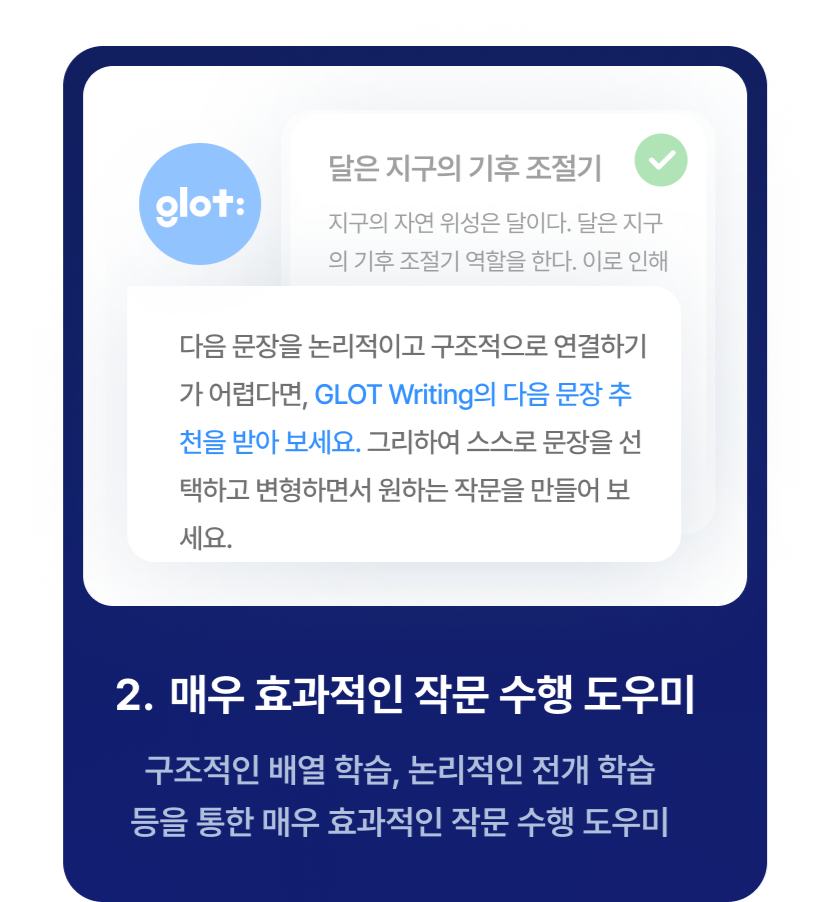 glot:
달은 지구의 기후 조절기
지구의 자연 위성은 달이다. 달은 지구
의 기후 조절기 역할을 한다. 이로 인해
다음 문장을 논리적이고 구조적으로 연결하기
가 어렵다면, GLOT Writing의 다음 문장 추
천을 받아 보세요. 그리하여 스스로 문장을 선
택하고 변형하면서 원하는 작문을 만들어 보
세요.
2. 매우 효과적인 작문 수행 도우미
구조적인 배열 학습, 논리적인 전개 학습
등을 통한 매우 효과적인 작문 수행 도우미